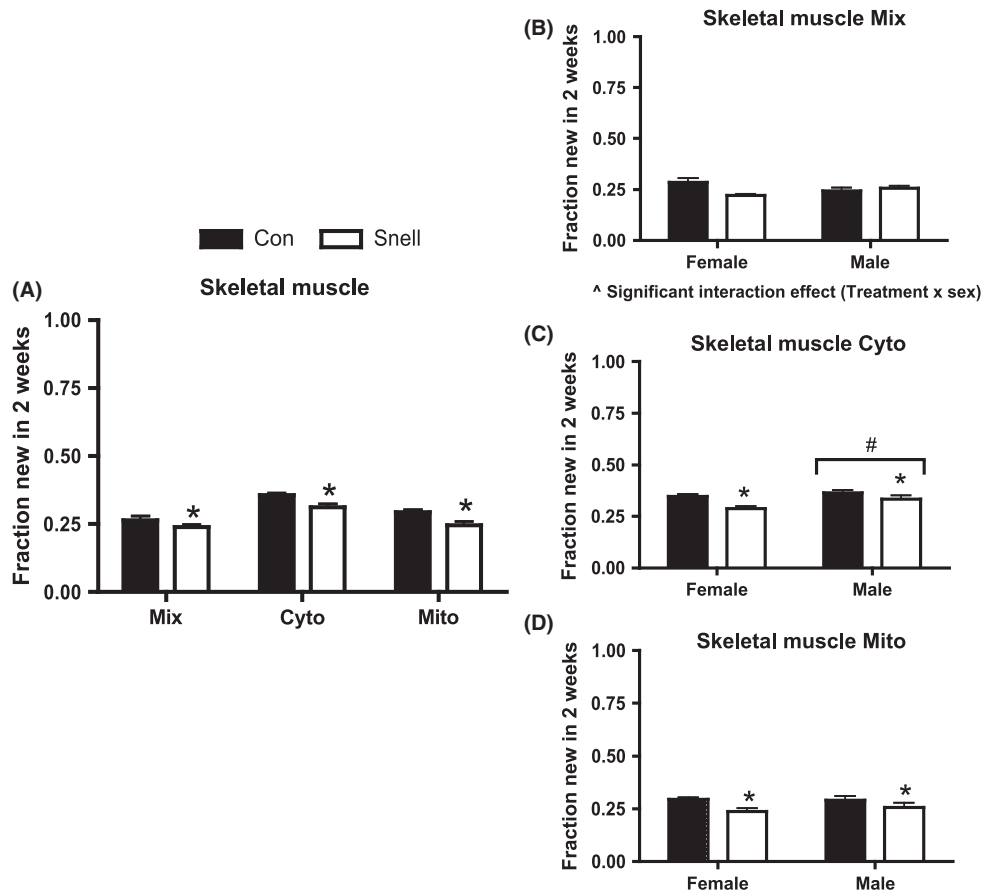 Con Snell
(A)
Skeletal muscle
Fraction new in 2 weeks
1.00
0.75
0.50
0.25
0.00
* * *
Mix Cyto Mito
(B)
Skeletal muscle Mix
Fraction new in 2 weeks
1.00
0.75
0.50
0.25
0.00
Female Male
^ Significant interaction effect (Treatment x sex)
(C)
Skeletal muscle Cyto
Fraction new in 2 weeks
1.00
0.75
0.50
0.25
0.00
#
* *
Female Male
(D)
Skeletal muscle Mito
Fraction new in 2 weeks
1.00
0.75
0.50
0.25
0.00
* *
Female Male